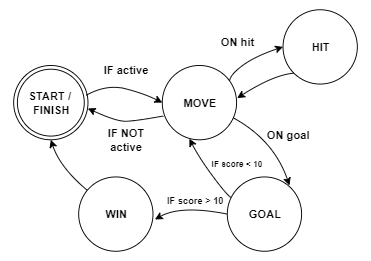 ON hit
HIT
IF active
START /
FINISH
MOVE
IF NOT
active
ON goal
IF score < 10
IF score > 10
WIN
GOAL